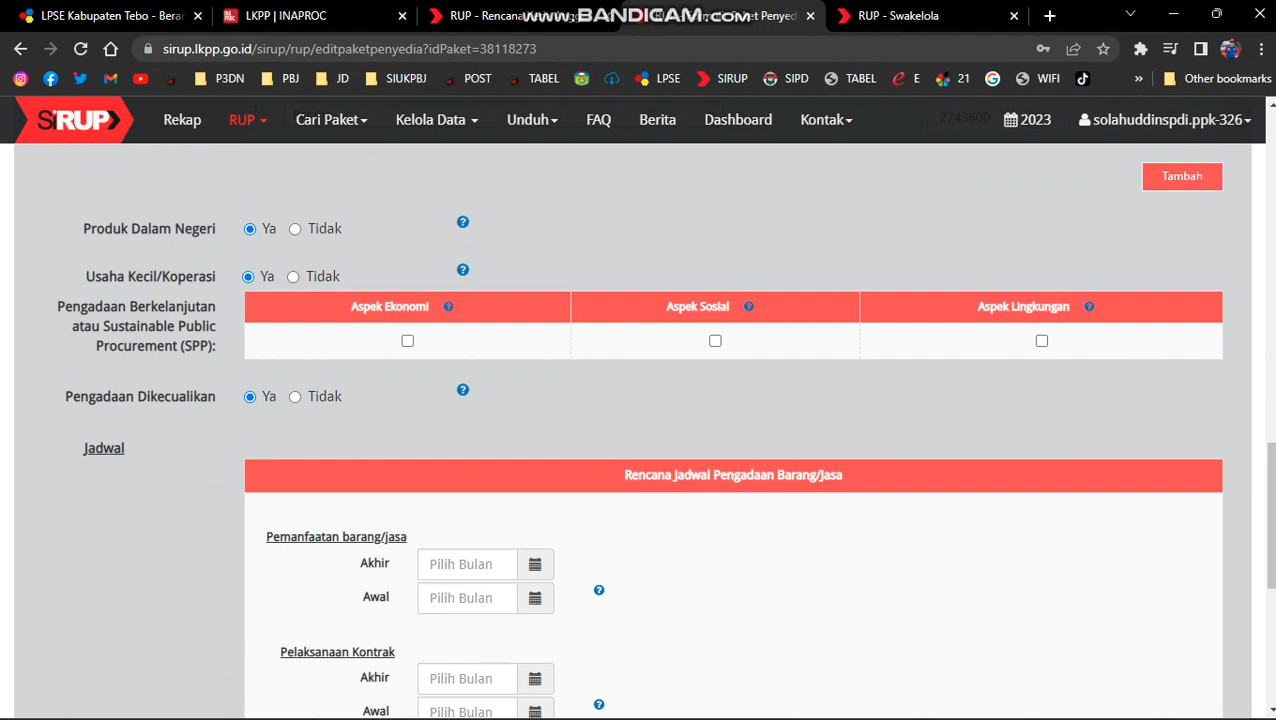 LPSE Kabupaten Tebo - Bera
LKPP | INAPROC
RUP - Rencana
www.BANDICAM.com
RUP - Swakelola
sirup.lkpp.go.id/sirup/rup/editpaketpenyedia?idPaket=38118273
P3DN PBJ JD SIUKPBJ POST TABEL LPSE SIRUP SIPD TABEL E 21 WIFI » Other bookmarks
SiRUP Rekap RUP Cari Paket Kelola Data Unduh FAQ Berita Dashboard Kontak 2743600 2023 solahuddinspdi.ppk-326
Tambah
Produk Dalam Negeri Ya Tidak
Usaha Kecil/Koperasi Ya Tidak
Pengadaan Berkelanjutan
atau Sustainable Public
Procurement (SPP):
Aspek Ekonomi Aspek Sosial Aspek Lingkungan
Pengadaan Dikecualikan Ya Tidak
Jadwal
Rencana Jadwal Pengadaan Barang/Jasa
Pemanfaatan barang/jasa
Akhir Pilih Bulan
Awal Pilih Bulan
Pelaksanaan Kontrak
Akhir Pilih Bulan
Awal Pilih Bulan